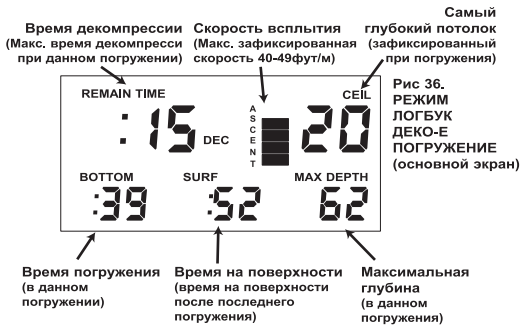 Время декомпрессии
(Макс. время декомпресси
при данном погружении)
Скорость всплытия
(Макс. зафиксированная
скорость 40-49фут/м)
Самый
глубокий потолок
(зафиксированный
при погружения)
REMAIN TIME
:15 DEC
ASCENT
CEIL
20
BOTTOM
:39
SURF
:52
MAX DEPTH
62
Рис 36.
РЕЖИМ
ЛОГБУК
ДЕКО-Е
ПОГРУЖЕНИЕ
(основной экран)
Время погружения
(в данном
погружении)
Время на поверхности
(время на поверхности
после последнего
погружения)
Максимальная
глубина
(в данном
погружения)